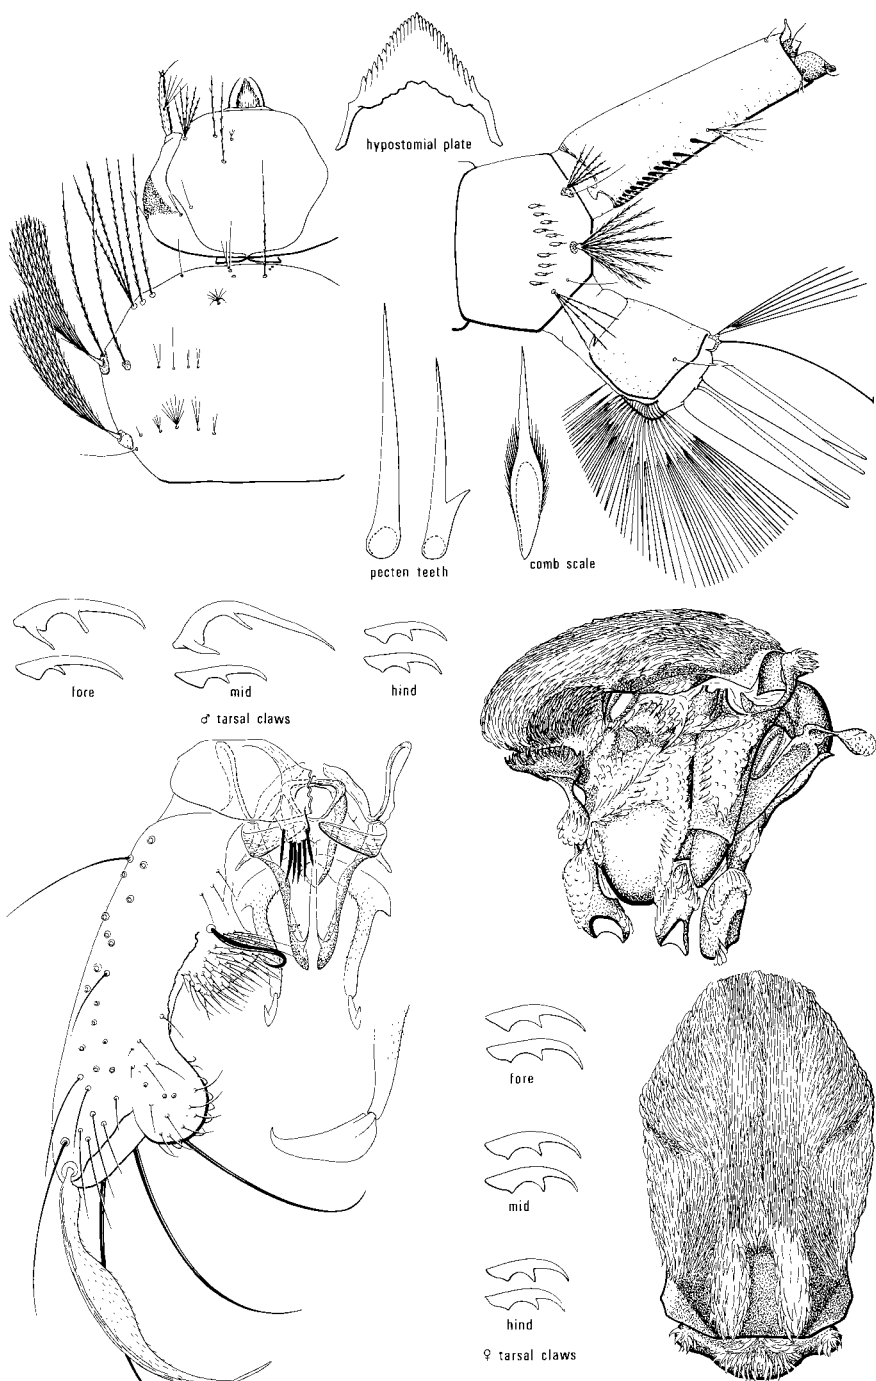 hypostomial plate
pecten teeth
comb scale
fore
mid
hind
♂ tarsal claws
fore
mid
hind
♀ tarsal claws